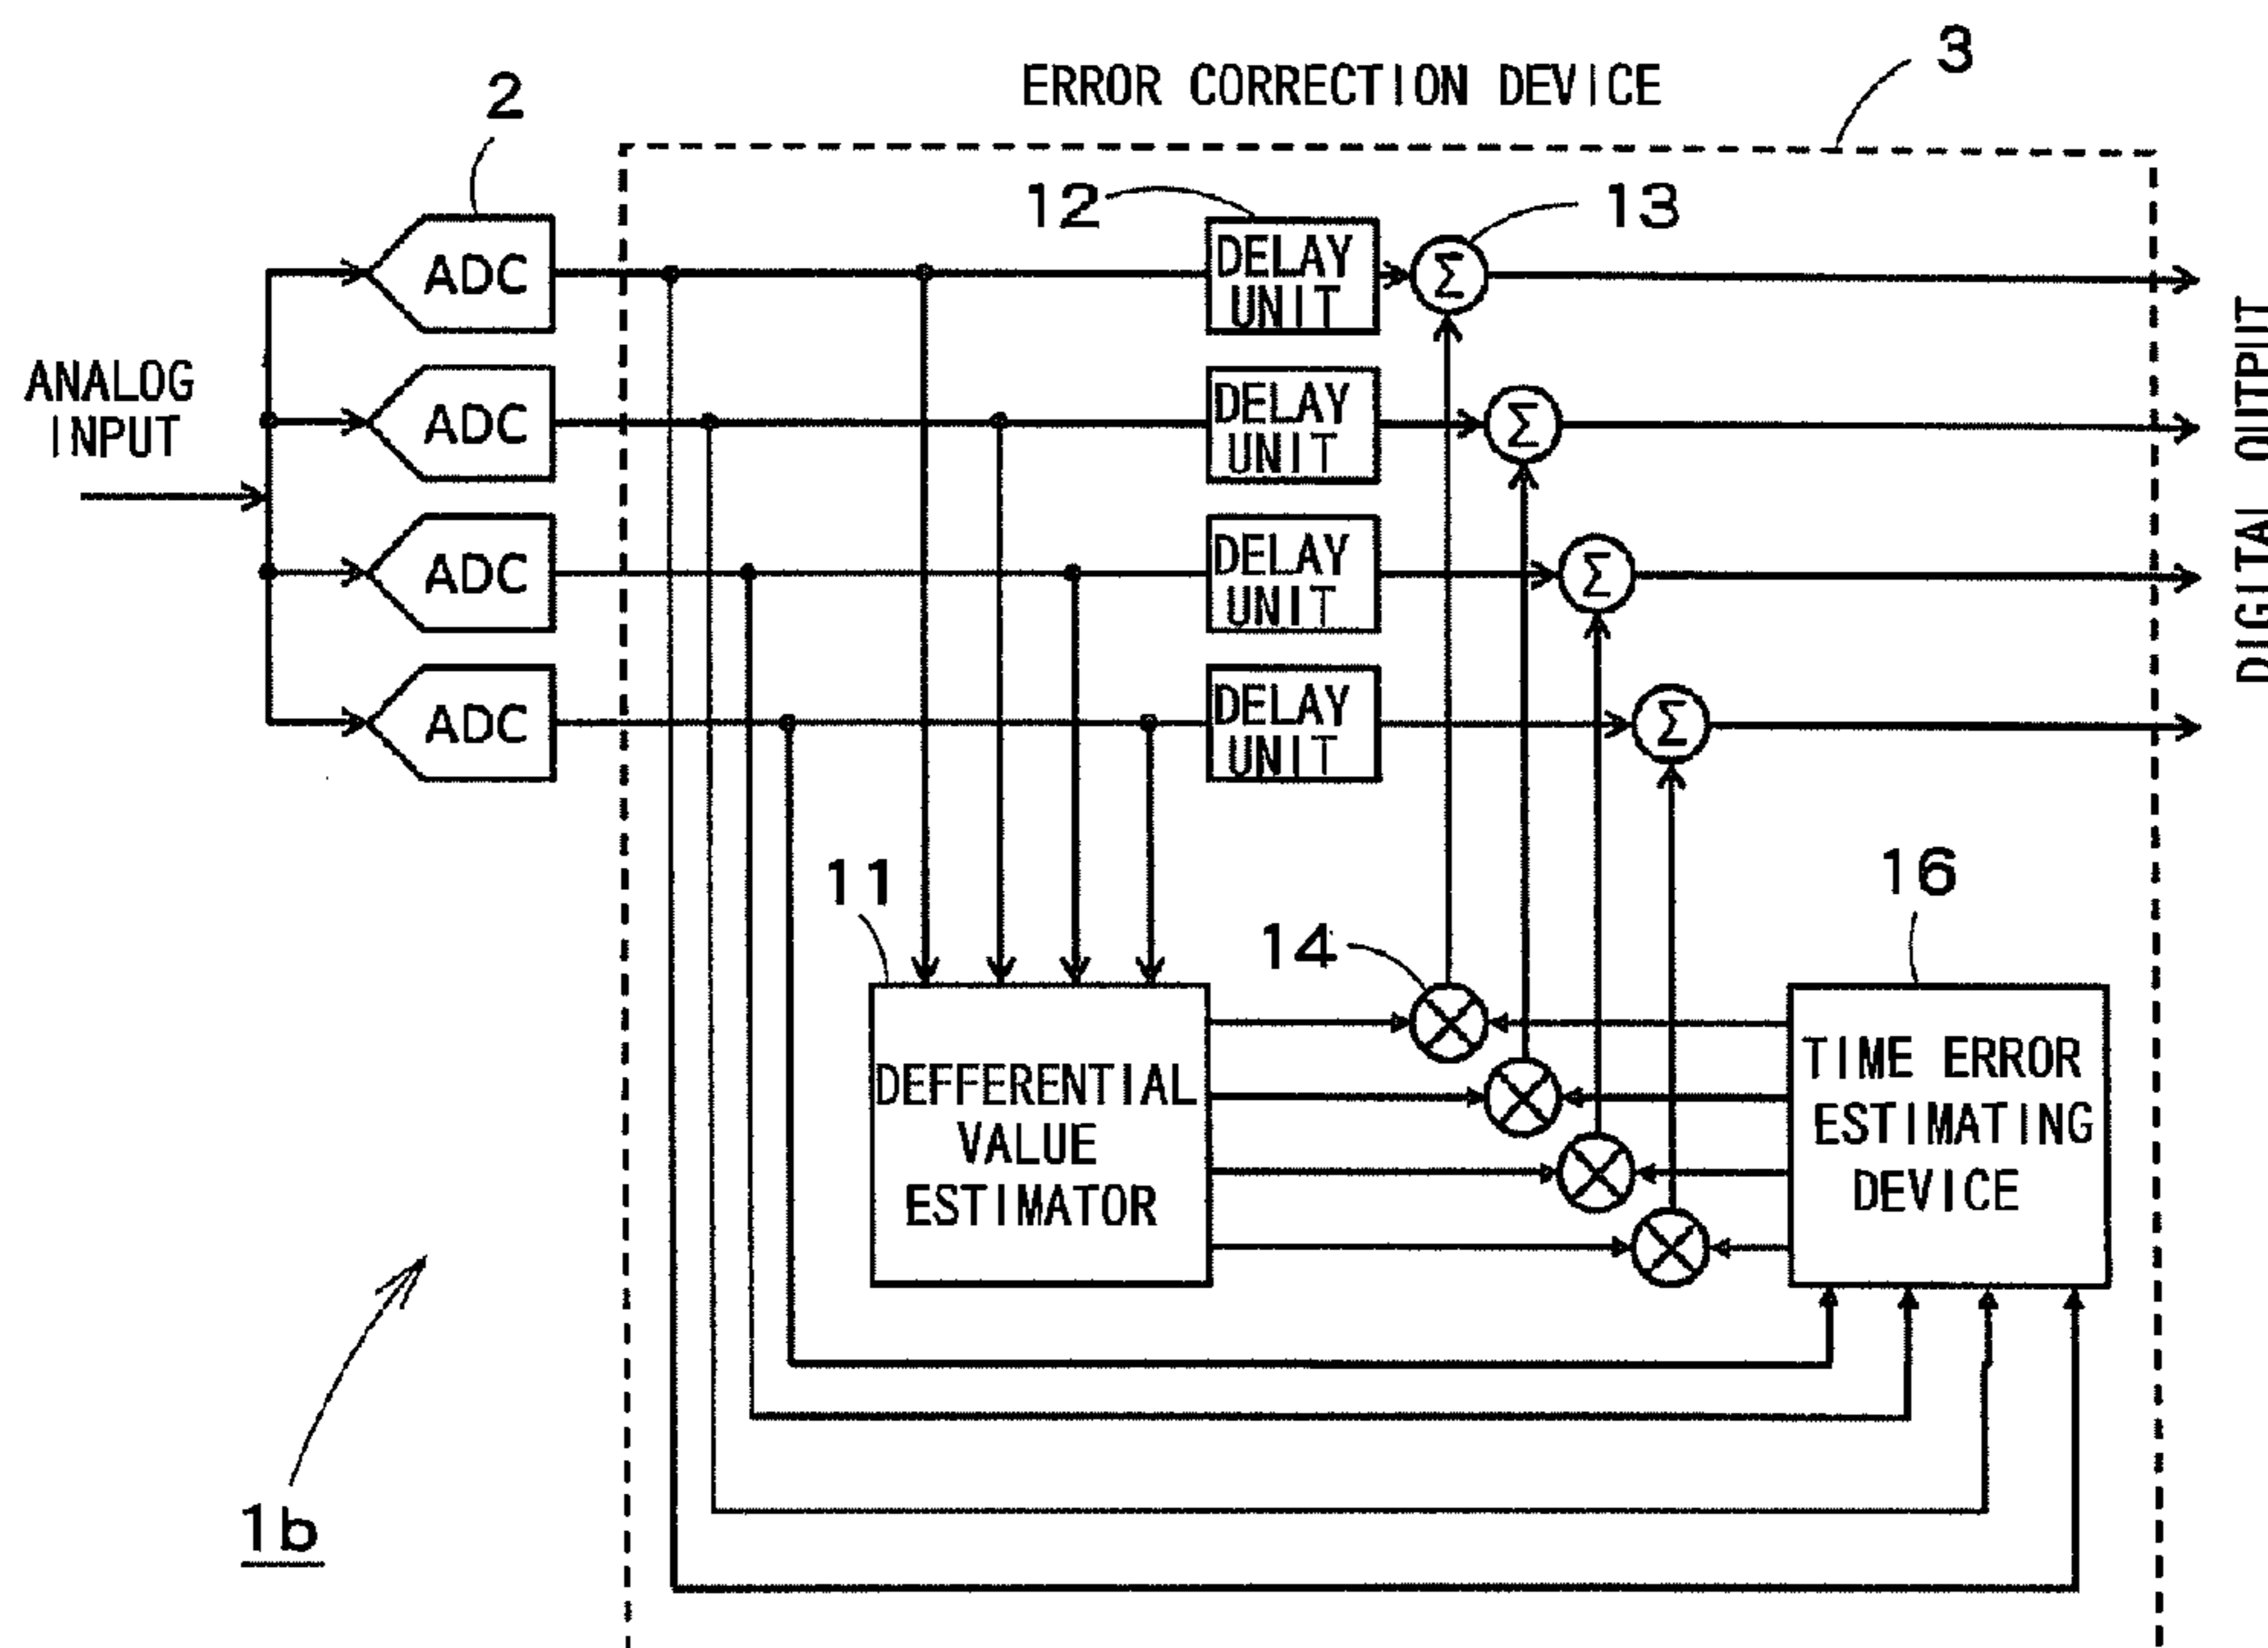 3
ERROR CORRECTION DEVICE
2
12
13
ADC
DELAY
UNIT
Σ
ANALOG
INPUT
ADC
DELAY
UNIT
Σ
ADC
DELAY
UNIT
Σ
ADC
DELAY
UNIT
Σ
DIGITAL OUTPUT
11
14
16
DEFFERENTIAL
VALUE
ESTIMATOR
TIME ERROR
ESTIMATING
DEVICE
1b